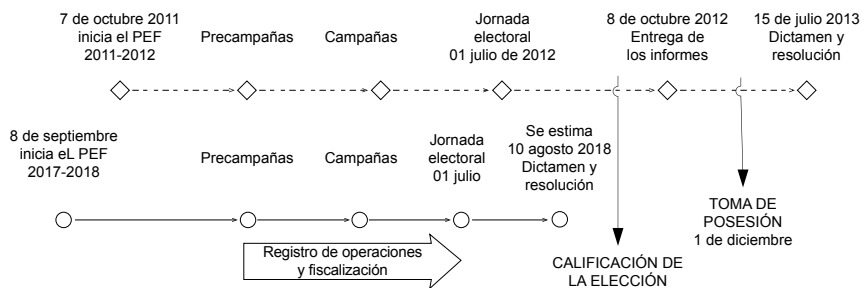 7 de octubre 2011
inicia el PEF
2011-2012
Precampañas
Campañas
Jornada
electoral
01 julio de 2012
8 de octubre 2012
Entrega de
los informes
15 de julio 2013
Dictamen y
resolución
8 de septiembre
inicia eL PEF
2017-2018
Precampañas
Campañas
Jornada
electoral
01 julio
Se estima
10 agosto 2018
Dictamen y
resolución
TOMA DE
POSESIÓN
1 de diciembre
Registro de operaciones
y fiscalización
CALIFICACIÓN DE
LA ELECCIÓN